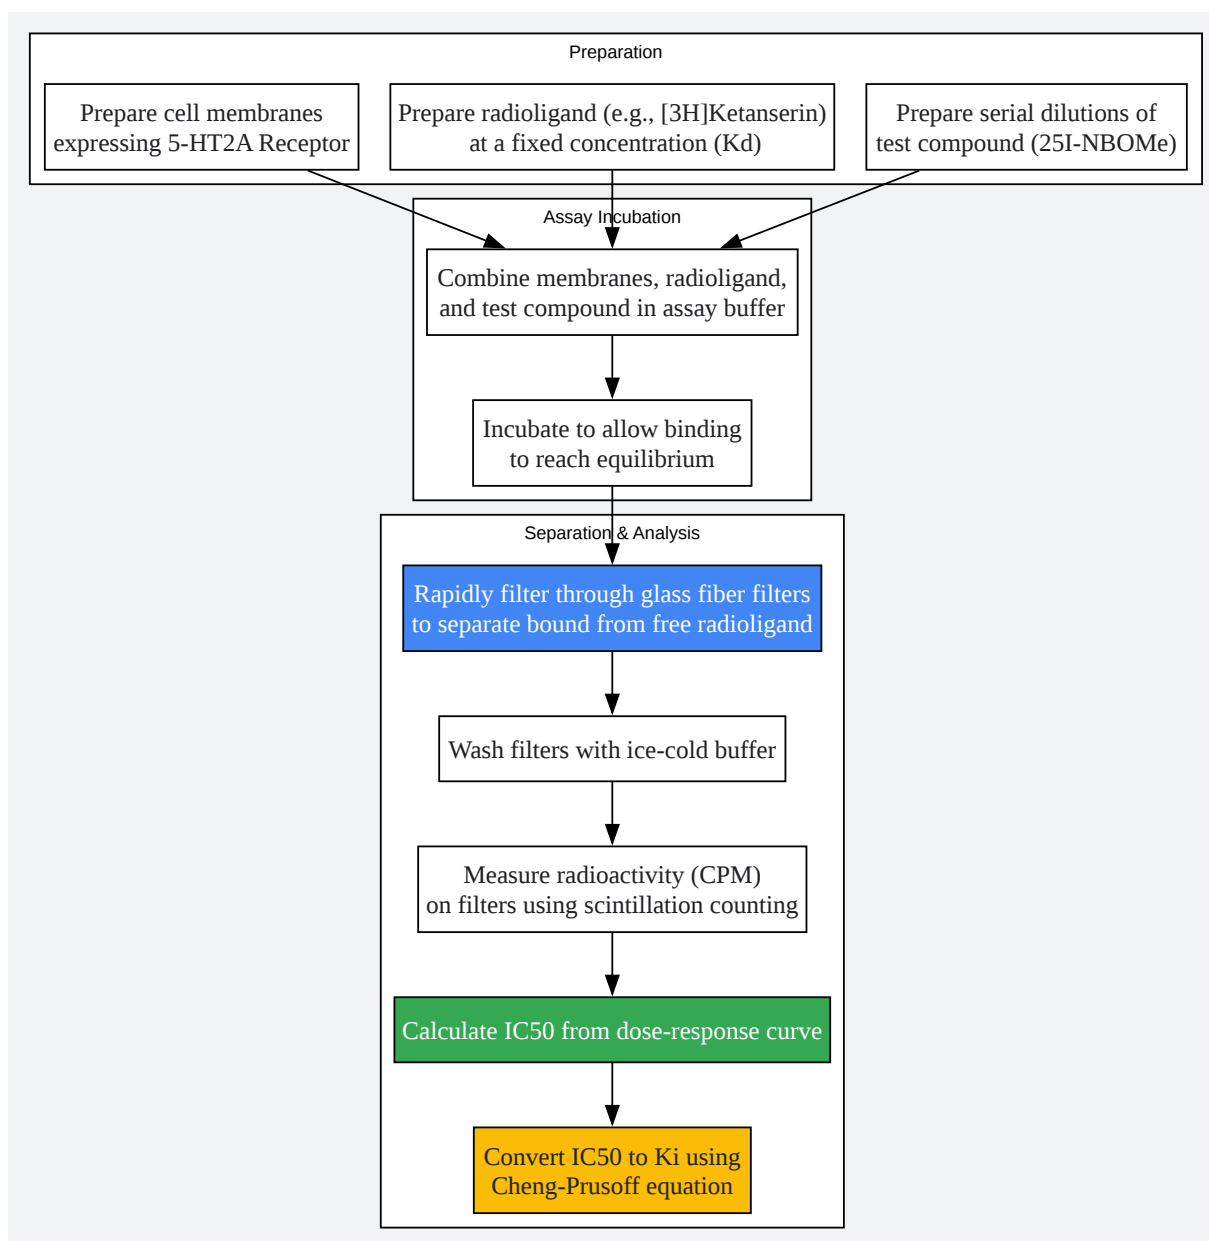 Preparation
Prepare cell membranes
expressing 5-HT2A Receptor
Prepare radioligand (e.g., [3H]Ketanserin)
at a fixed concentration (Kd)
Prepare serial dilutions of
test compound (25I-NBOMe)
Assay Incubation
Combine membranes, radioligand,
and test compound in assay buffer
Incubate to allow binding
to reach equilibrium
Separation & Analysis
Rapidly filter through glass fiber filters
to separate bound from free radioligand
Wash filters with ice-cold buffer
Measure radioactivity (CPM)
on filters using scintillation counting
Calculate IC50 from dose-response curve
Convert IC50 to Ki using
Cheng-Prusoff equation